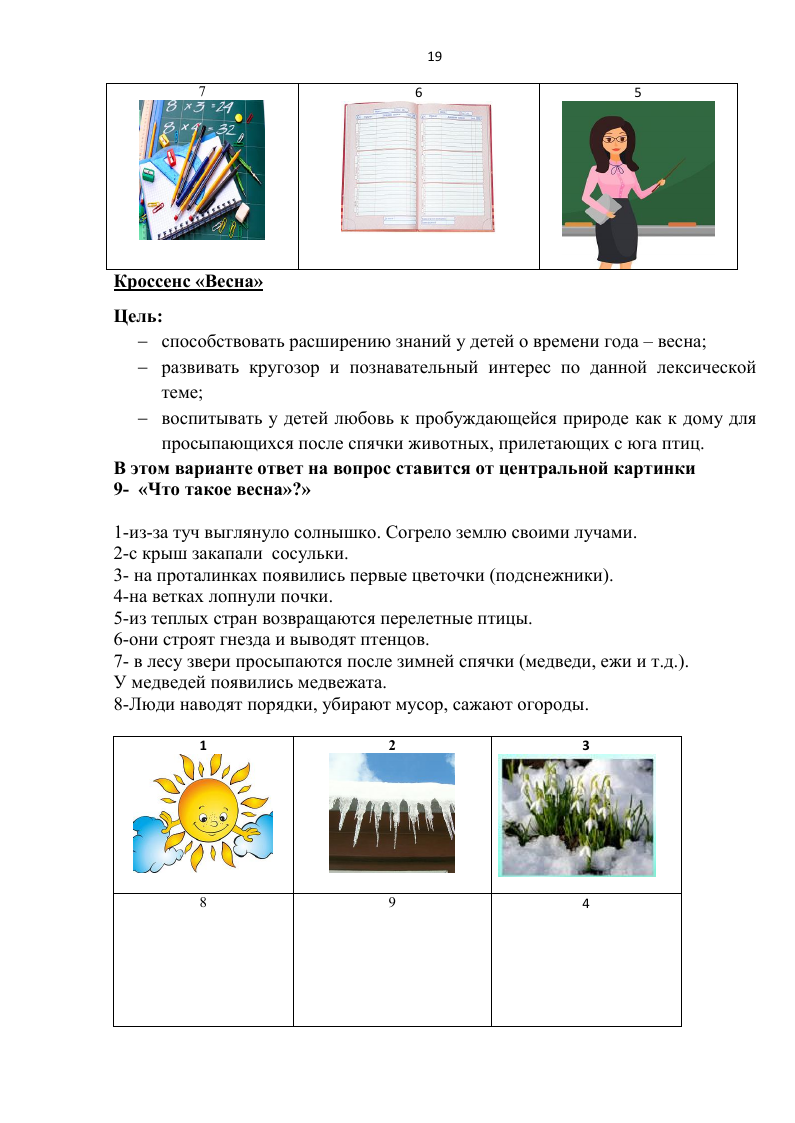 19
7 6 5
8 x 3 = 24
8 x 4 = 32
Кроссенс «Весна»
Цель:
− способствовать расширению знаний у детей о времени года – весна;
− развивать кругозор и познавательный интерес по данной лексической
теме;
− воспитывать у детей любовь к пробуждающейся природе как к дому для
просыпающихся после спячки животных, прилетающих с юга птиц.
В этом варианте ответ на вопрос ставится от центральной картинки
9- «Что такое весна»?»
1-из-за туч выглянуло солнышко. Согрело землю своими лучами.
2-с крыш закапали сосульки.
3- на проталинках появились первые цветочки (подснежники).
4-на ветках лопнули почки.
5-из теплых стран возвращаются перелетные птицы.
6-они строят гнезда и выводят птенцов.
7- в лесу звери просыпаются после зимней спячки (медведи, ежи и т.д.).
У медведей появились медвежата.
8-Люди наводят порядки, убирают мусор, сажают огороды.
1 2 3
8 9 4